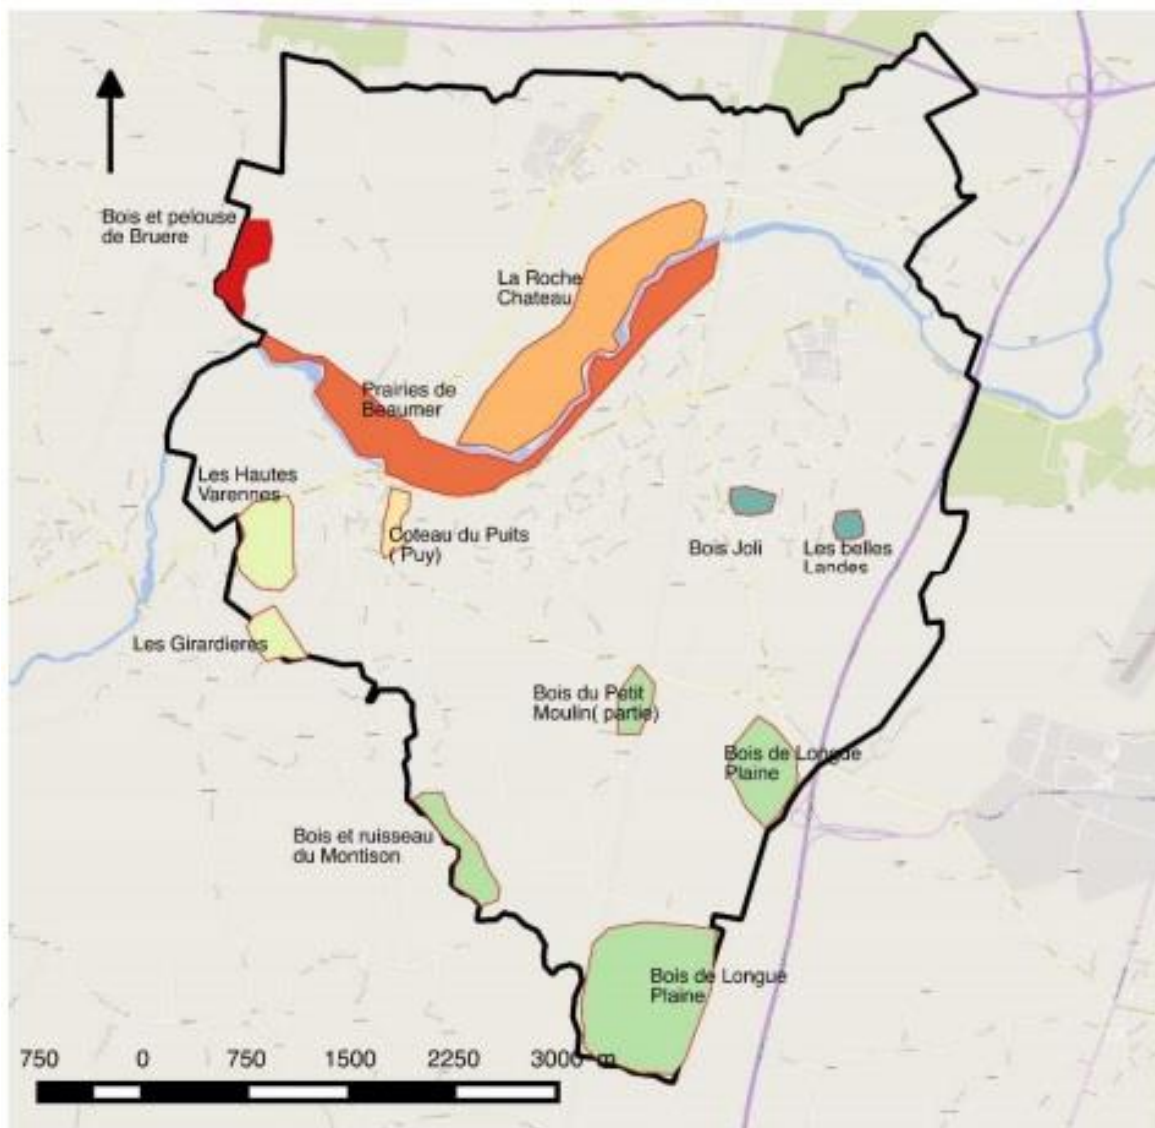 Bois et pelouse
de Bruere
La Roche
Chateau
Prairies de
Beaumer
Les Hautes
Varennes
Coteau du Puits
( Puy)
Bois Joli
Les belles
Landes
Les Girardieres
Bois du Petit
Moulin( partie)
Bois de Longue
Plaine
Bois et ruisseau
du Montison
Bois de Longue
Plaine
750 0 750 1500 2250 3000 m